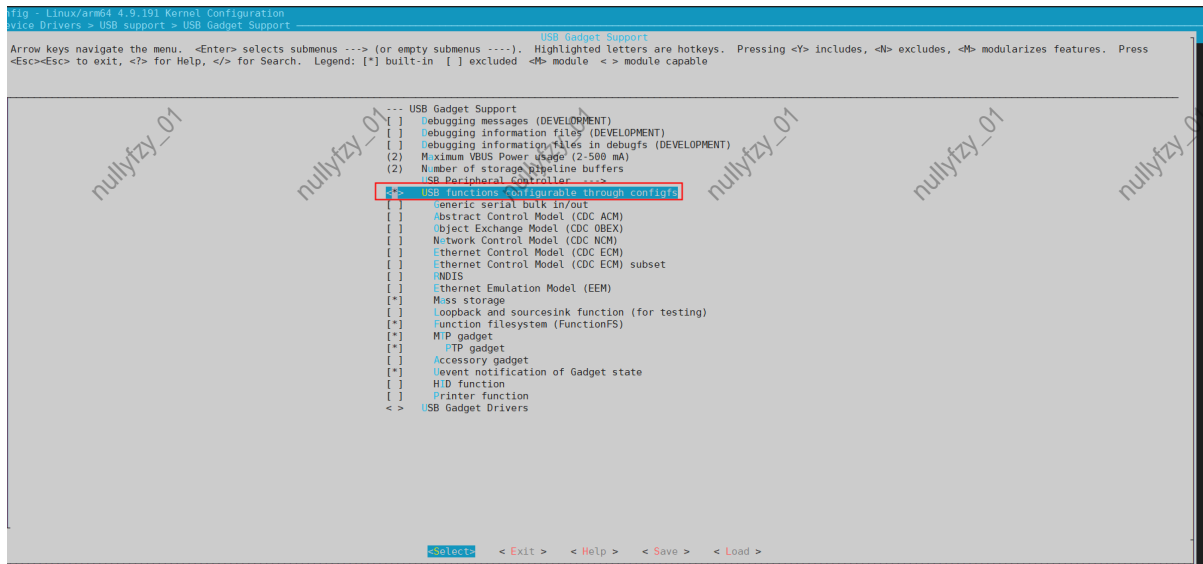 nfig - Linux/arm64 4.9.191 Kernel Configuration
evice Drivers > USB support > USB Gadget Support
USB Gadget Support
Arrow keys navigate the menu. <Enter> selects submenus ---> (or empty submenus ----). Highlighted letters are hotkeys. Pressing <Y> includes, <N> excludes, <M> modularizes features. Press
<Esc><Esc> to exit, <?> for Help, </> for Search. Legend: [*] built-in [ ] excluded <M> module < > module capable
--- USB Gadget Support
[ ] Debugging messages (DEVELOPMENT)
[ ] Debugging information files (DEVELOPMENT)
[ ] Debugging information files in debugfs (DEVELOPMENT)
(2) Maximum VBUS Power usage (2-500 mA)
(2) Number of storage pipeline buffers
USB Peripheral Controller --->
<*> USB functions configurable through configfs
[ ] Generic serial bulk in/out
[ ] Abstract Control Model (CDC ACM)
[ ] Object Exchange Model (CDC OBEX)
[ ] Network Control Model (CDC NCM)
[ ] Ethernet Control Model (CDC ECM)
[ ] Ethernet Control Model (CDC ECM) subset
[ ] RNDIS
[ ] Ethernet Emulation Model (EEM)
[*] Mass storage
[ ] Loopback and sourcesink function (for testing)
[*] Function filesystem (FunctionFS)
[*] MTP gadget
[*] PTP gadget
[ ] Accessory gadget
[*] Uevent notification of Gadget state
[ ] HID function
[ ] Printer function
< > USB Gadget Drivers
<Select> < Exit > < Help > < Save > < Load >
nullyfzy_01
nullyfzy_01
nullyfzy_01
nullyfzy_01
nullyfzy_01
nullyfzy_0